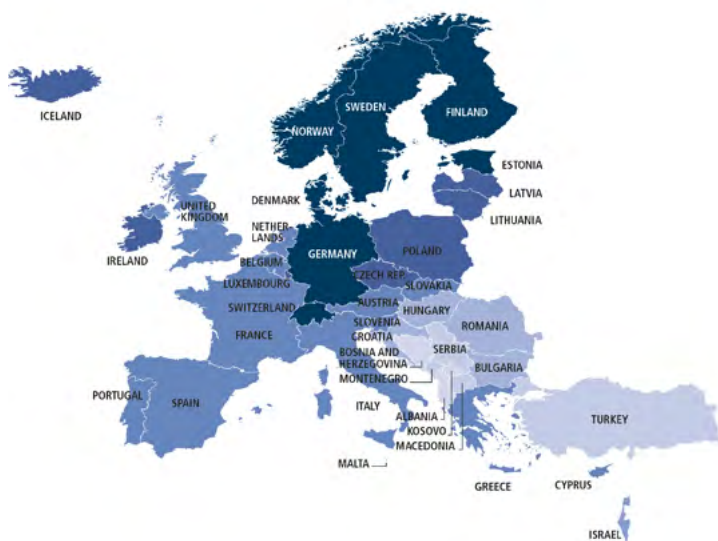 ICELAND
SWEDEN
FINLAND
NORWAY
ESTONIA
DENMARK
LATVIA
UNITED
KINGDOM
LITHUANIA
NETHER-
LANDS
IRELAND
GERMANY
POLAND
BELGIUM
CZECH REP.
LUXEMBOURG
SLOVAKIA
AUSTRIA
SWITZERLAND
HUNGARY
SLOVENIA
ROMANIA
FRANCE
CROATIA
SERBIA
BOSNIA AND
HERZEGOVINA
BULGARIA
MONTENEGRO
PORTUGAL
SPAIN
ITALY
ALBANIA
TURKEY
KOSOVO
MACEDONIA
MALTA
GREECE
CYPRUS
ISRAEL